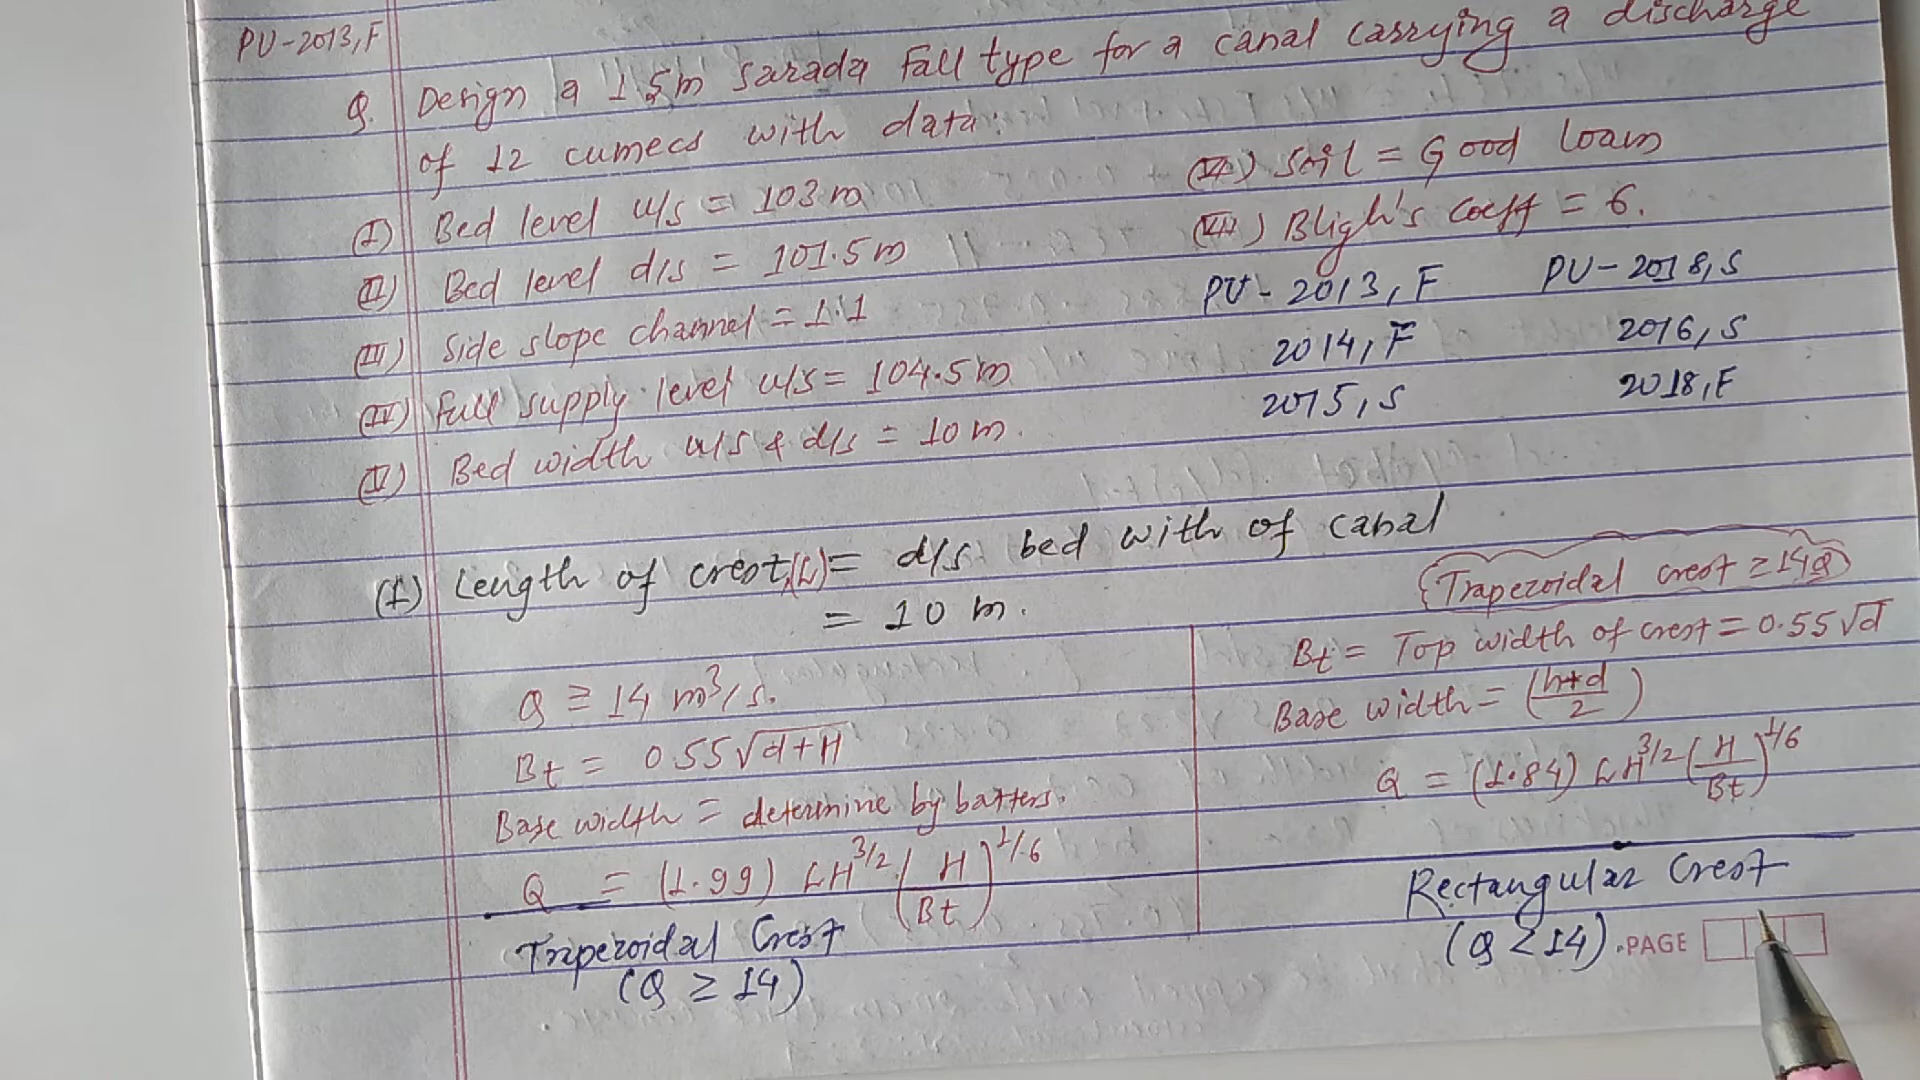 PU-2013,F
Q. Design a 1.5m sarada fall type for a canal carrying a discharge
of 12 cumecs with data:
(I) Bed level u/s = 103 m
(II) Bed level d/s = 101.5 m
(III) Side slope channel = 1:1
(IV) Full supply level u/s = 104.5 m
(V) Bed width u/s & d/s = 10 m.
Soil = Good loam
Bligh's Coeff = 6.
PU - 2013, F PU - 2018, S
2014, F 2016, S
2015, S 2018, F
(I) Length of crest (L) = d/s bed with of canal
= 10 m.
Q ≥ 14 m³/s.
Bt = 0.55√d+H
Base width = determine by batters.
Q = (1.99) LH^3/2 (H/Bt)^1/6
Trapezoidal Crest
(Q ≥ 14)
Trapezoidal crest ≥ 14Q
Bt = Top width of crest = 0.55√d
Base width = (h+d/2)
Q = (1.84) LH^3/2 (H/Bt)^1/6
Rectangular Crest
(Q < 14).
PAGE